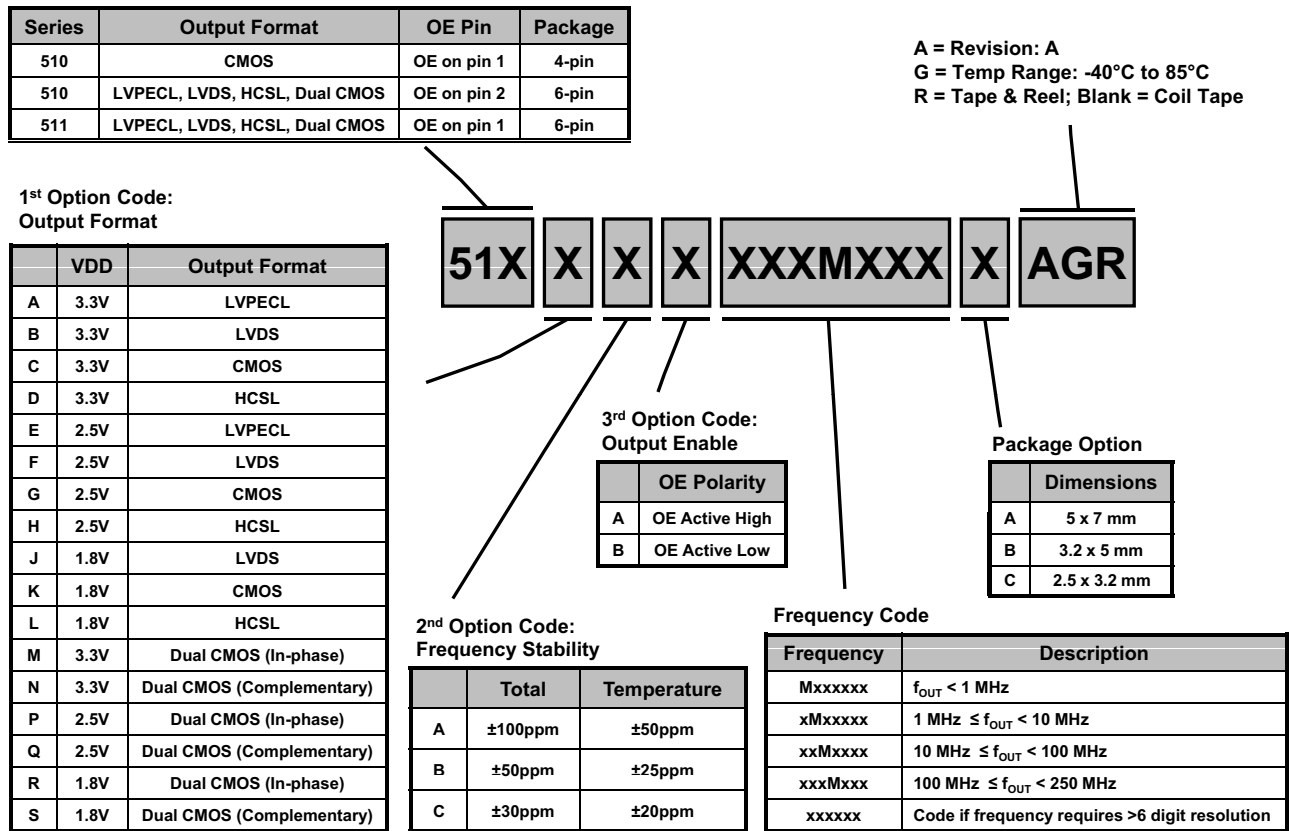 Series Output Format OE Pin Package
510 CMOS OE on pin 1 4-pin
510 LVPECL, LVDS, HCSL, Dual CMOS OE on pin 2 6-pin
511 LVPECL, LVDS, HCSL, Dual CMOS OE on pin 1 6-pin
A = Revision: A
G = Temp Range: -40°C to 85°C
R = Tape & Reel; Blank = Coil Tape
51X X X X XXXMXXX X AGR
1st Option Code:
Output Format
VDD Output Format
A 3.3V LVPECL
B 3.3V LVDS
C 3.3V CMOS
D 3.3V HCSL
E 2.5V LVPECL
F 2.5V LVDS
G 2.5V CMOS
H 2.5V HCSL
J 1.8V LVDS
K 1.8V CMOS
L 1.8V HCSL
M 3.3V Dual CMOS (In-phase)
N 3.3V Dual CMOS (Complementary)
P 2.5V Dual CMOS (In-phase)
Q 2.5V Dual CMOS (Complementary)
R 1.8V Dual CMOS (In-phase)
S 1.8V Dual CMOS (Complementary)
2nd Option Code:
Frequency Stability
Total Temperature
A ±100ppm ±50ppm
B ±50ppm ±25ppm
C ±30ppm ±20ppm
3rd Option Code:
Output Enable
OE Polarity
A OE Active High
B OE Active Low
Package Option
Dimensions
A 5 x 7 mm
B 3.2 x 5 mm
C 2.5 x 3.2 mm
Frequency Code
Frequency Description
Mxxxxxx fOUT < 1 MHz
xMxxxxx 1 MHz ≤ fOUT < 10 MHz
xxMxxxx 10 MHz ≤ fOUT < 100 MHz
xxxMxxx 100 MHz ≤ fOUT < 250 MHz
xxxxxx Code if frequency requires >6 digit resolution